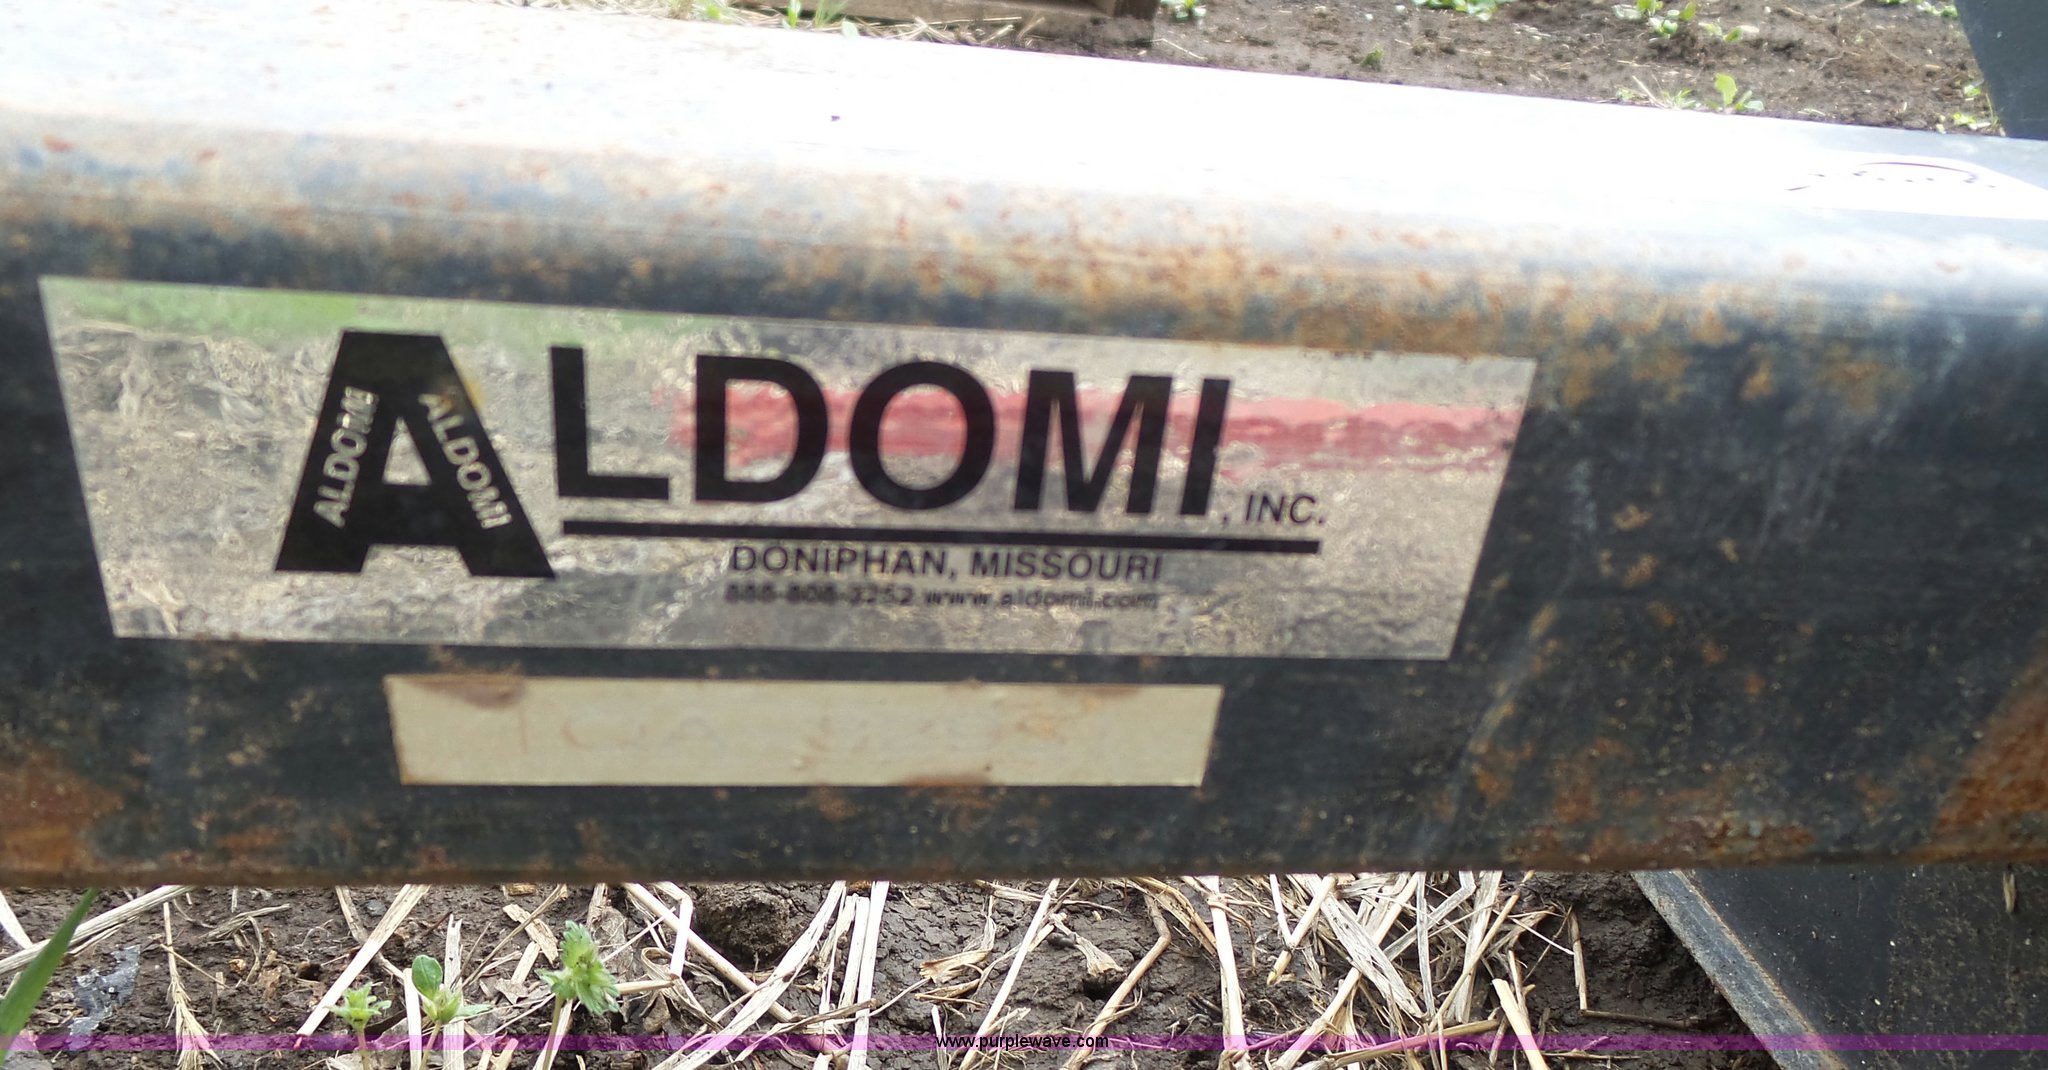 ALDOMI, INC.
ALDOMI ALDOMI
DONIPHAN, MISSOURI
888-808-3252 www.aldomi.com
www.purplewave.com